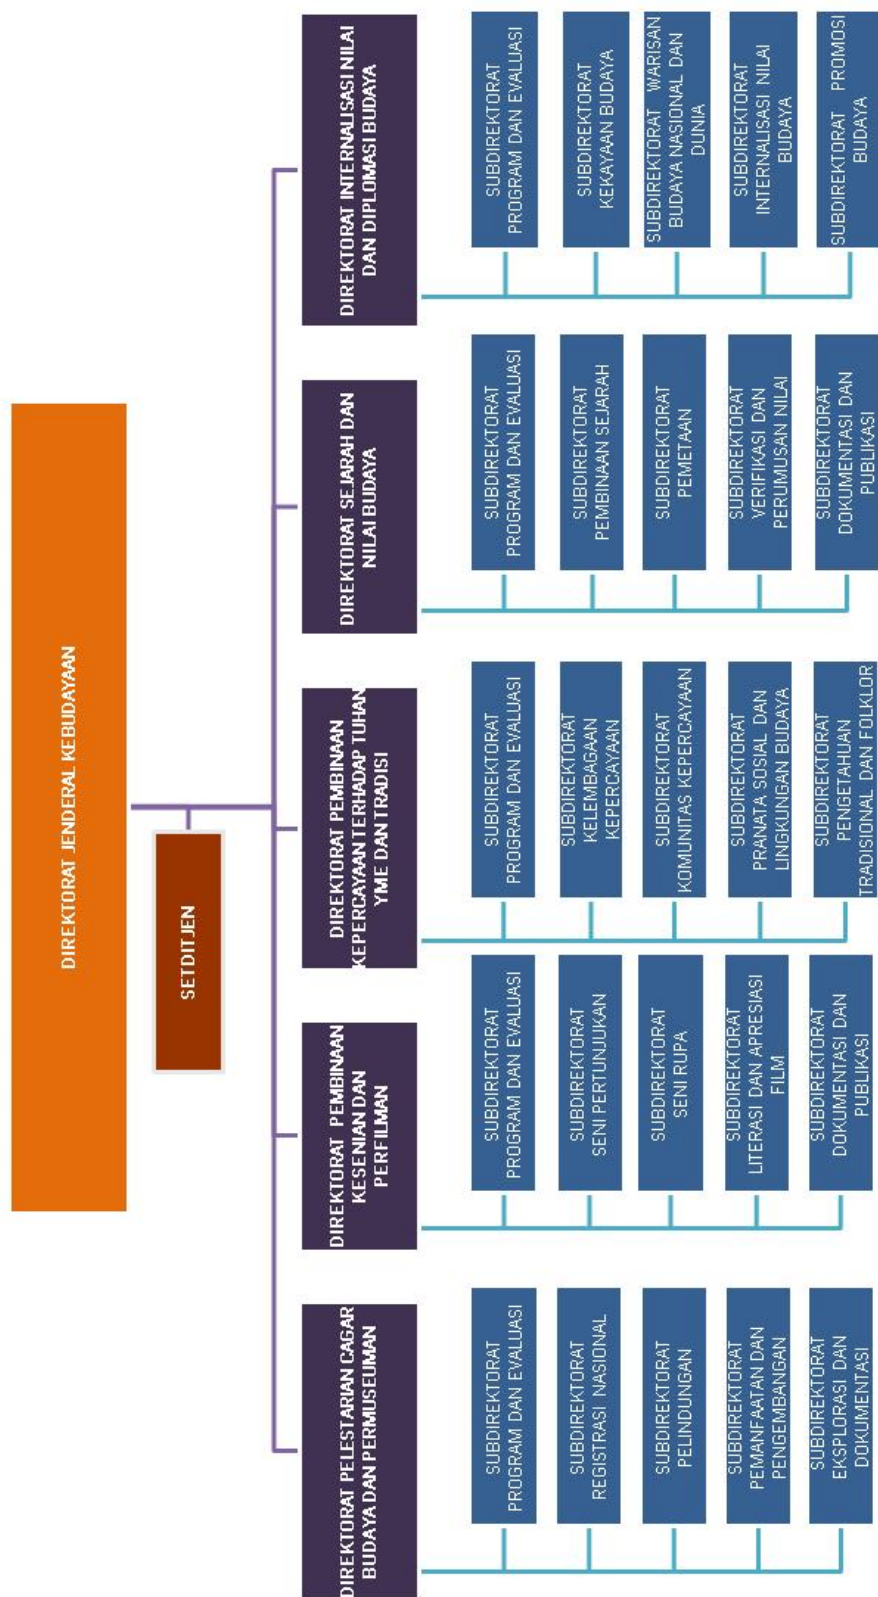 DIREKTORAT JENDERAL KEBUDAYAAN
SETDITJEN
DIREKTORAT PELESTARIAN CAGAR
BUDAYA DAN PERMUSEUMAN
SUBDIREKTORAT
PROGRAM DAN EVALUASI
SUBDIREKTORAT
REGISTRASI NASIONAL
SUBDIREKTORAT
PELINDUNGAN
SUBDIREKTORAT
PEMANFAATAN DAN
PENGEMBANGAN
SUBDIREKTORAT
EKSPLORASI DAN
DOKUMENTASI
DIREKTORAT PEMBINAAN
KESENIAN DAN
PERFILMAN
SUBDIREKTORAT
PROGRAM DAN EVALUASI
SUBDIREKTORAT
SENI PERTUNJUKAN
SUBDIREKTORAT
SENI RUPA
SUBDIREKTORAT
LITERASI DAN APRESIASI
FILM
SUBDIREKTORAT
DOKUMENTASI DAN
PUBLIKASI
DIREKTORAT PEMBINAAN
KEPERCAYAAN TERHADAP TUHAN
YME DAN TRADISI
SUBDIREKTORAT
PROGRAM DAN EVALUASI
SUBDIREKTORAT
KELEMBAGAAN
KEPERCAYAAN
SUBDIREKTORAT
KOMUNITAS KEPERCAYAAN
SUBDIREKTORAT
PRANATA SOSIAL DAN
LINGKUNGAN BUDAYA
SUBDIREKTORAT
PENGETAHUAN
TRADISIONAL DAN FOLKLOR
DIREKTORAT SEJARAH DAN
NILAI BUDAYA
SUBDIREKTORAT
PROGRAM DAN EVALUASI
SUBDIREKTORAT
PEMBINAAN SEJARAH
SUBDIREKTORAT
PEMETAAN
SUBDIREKTORAT
VERIFIKASI DAN
PERUMUSAN NILAI
SUBDIREKTORAT
DOKUMENTASI DAN
PUBLIKASI
DIREKTORAT INTERNALISASI NILAI
DAN DIPLOMASI BUDAYA
SUBDIREKTORAT
PROGRAM DAN EVALUASI
SUBDIREKTORAT
KEKAYAAN BUDAYA
SUBDIREKTORAT WARISAN
BUDAYA NASIONAL DAN
DUNIA
SUBDIREKTORAT
INTERNALISASI NILAI
BUDAYA
SUBDIREKTORAT PROMOSI
BUDAYA